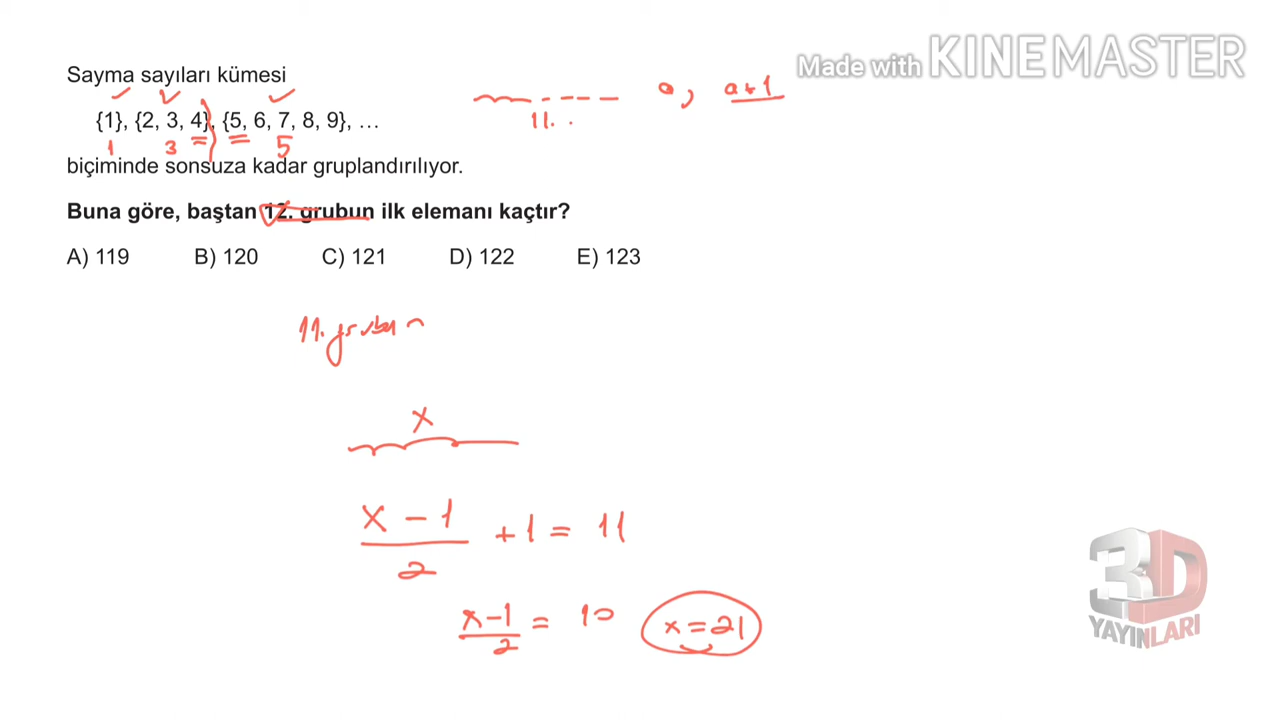 Made with KINEMASTER
Sayma sayıları kümesi
a, a+1
{1}, {2, 3, 4}, {5, 6, 7, 8, 9}, ...
11.
1 3 5
biçiminde sonsuza kadar gruplandırılıyor.
Buna göre, baştan 12. grubun ilk elemanı kaçtır?
A) 119 B) 120 C) 121 D) 122 E) 123
11. grubun
x
x - 1
+ 1 = 11
2
x-1
= 10 x = 21
2
3D
YAYINLARI